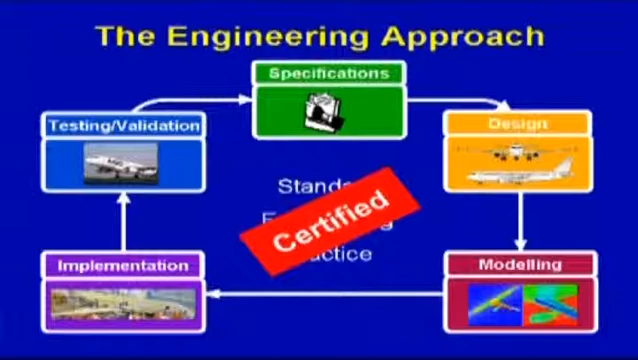 The Engineering Approach
Specifications
Testing/Validation
Design
Certified
Implementation
Modelling